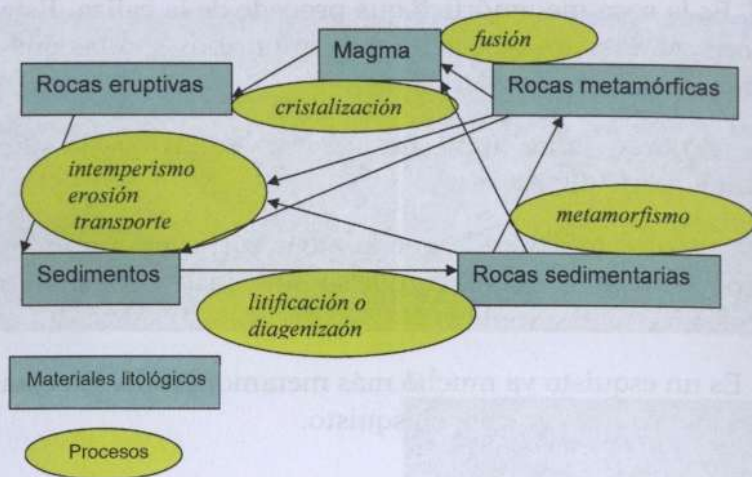 fusión
Magma
Rocas eruptivas
Rocas metamórficas
cristalización
intemperismo
erosión
transporte
metamorfismo
Sedimentos
Rocas sedimentarias
litificación o
diagenizaón
Materiales litológicos
Procesos